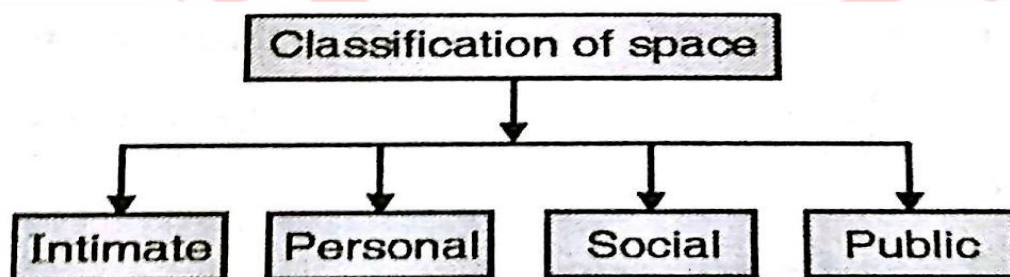 Classification of space
Intimate
Personal
Social
Public